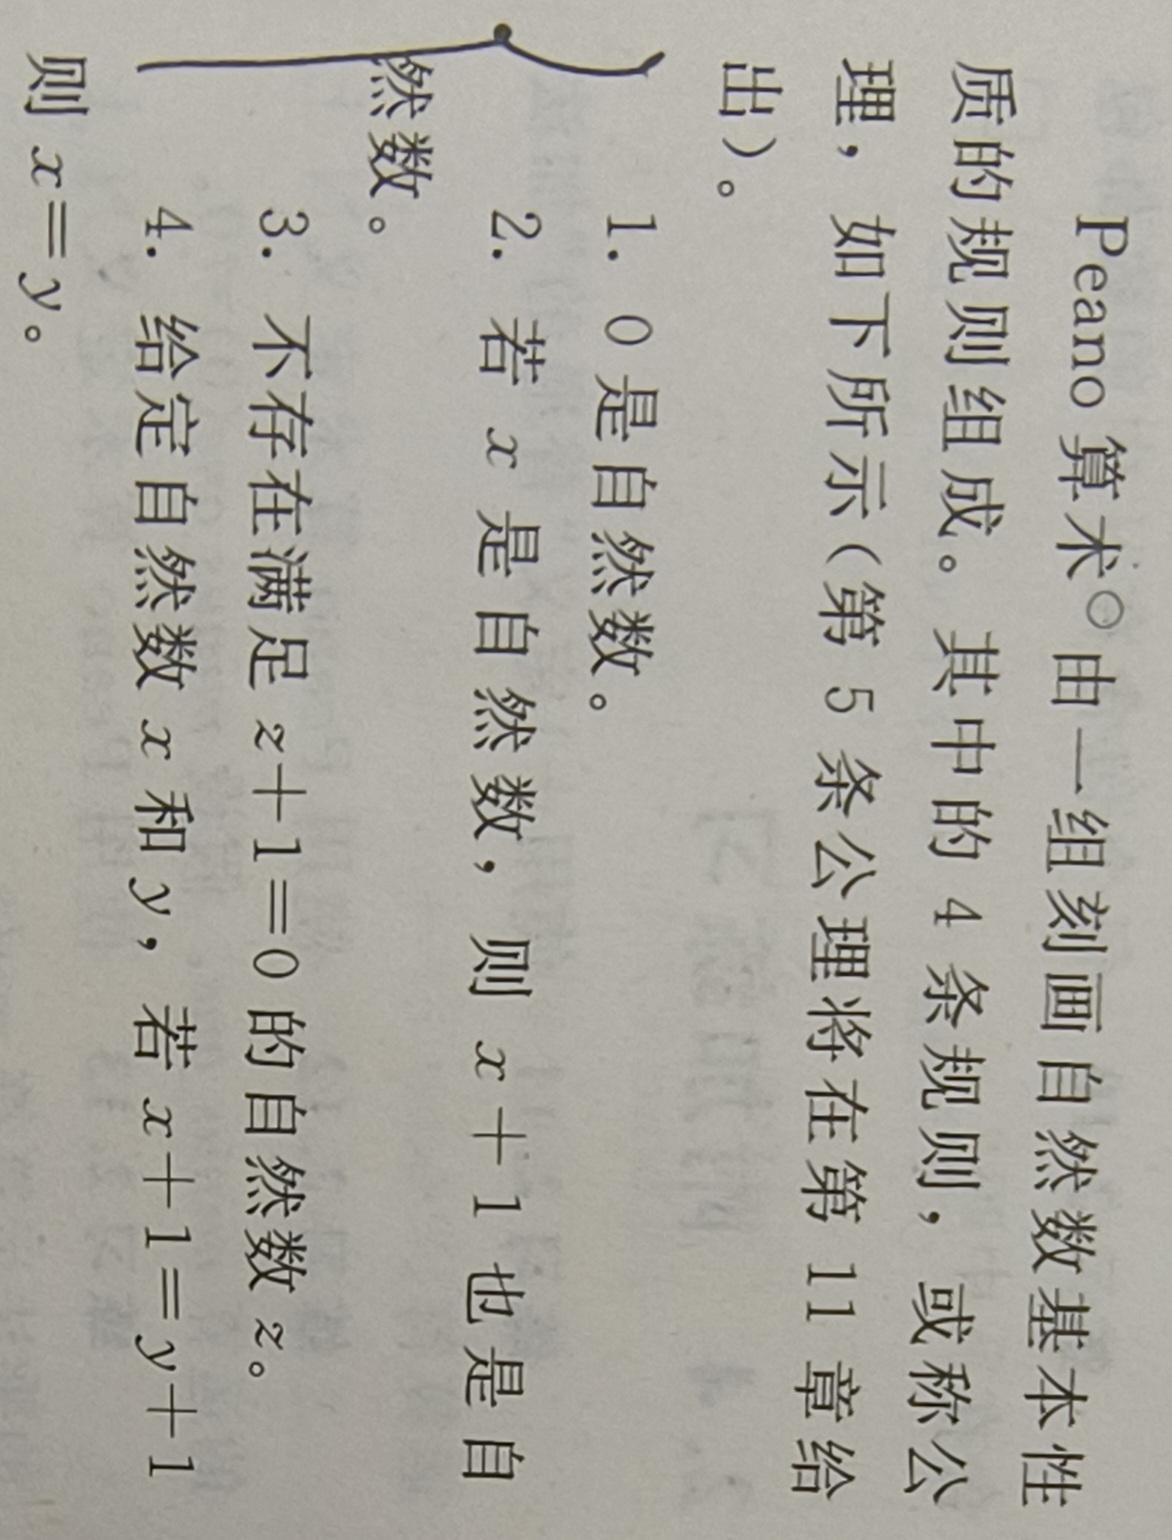 Peano 算术㊀由一组刻画自然数基本性
质的规则组成。其中的 4 条规则，或称公
理，如下所示（第 5 条公理将在第 11 章给
出）。
1. 0 是自然数。
2. 若 x 是自然数，则 x＋1 也是自
然数。
3. 不存在满足 z＋1＝0 的自然数 z。
4. 给定自然数 x 和 y，若 x＋1＝y＋1
则 x＝y。